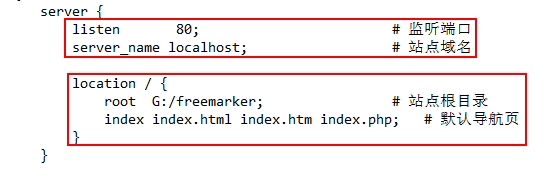 server {
listen 80; # 监听端口
server_name localhost; # 站点域名
location / {
root G:/freemarker; # 站点根目录
index index.html index.htm index.php; # 默认导航页
}
}